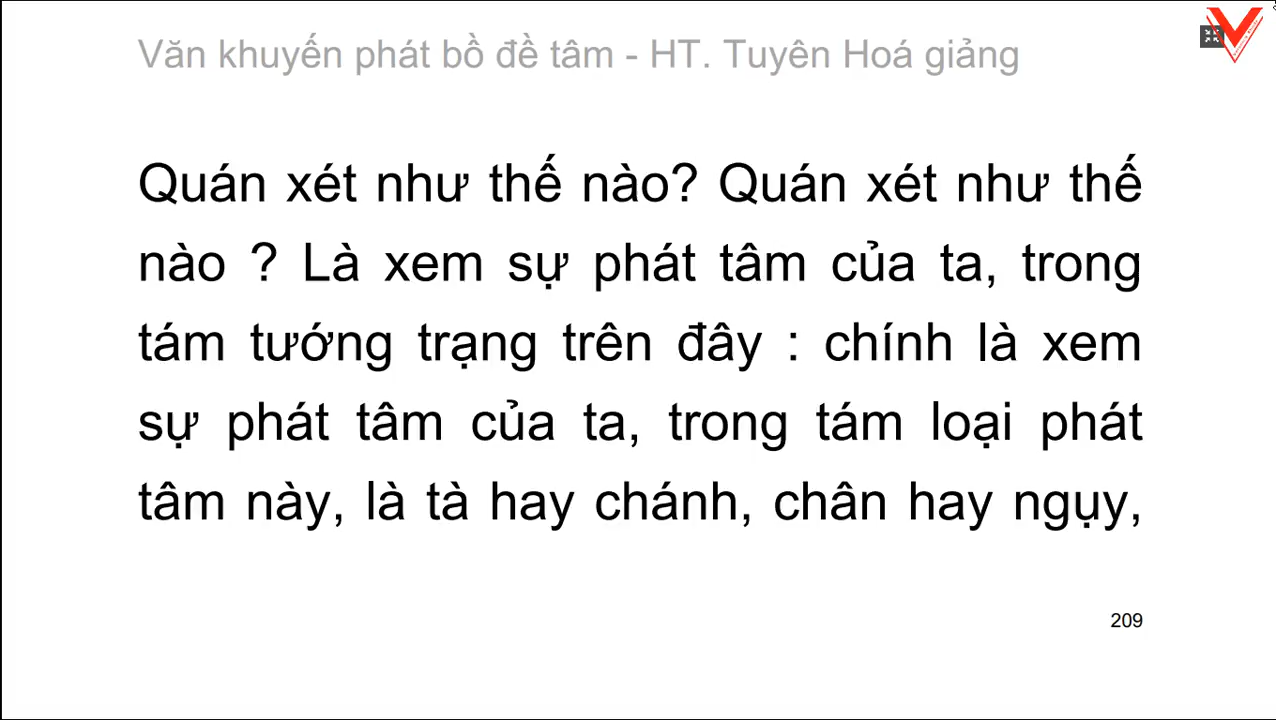 Văn khuyến phát bồ đề tâm - HT. Tuyên Hoá giảng
Quán xét như thế nào? Quán xét như thế
nào ? Là xem sự phát tâm của ta, trong
tám tướng trạng trên đây : chính là xem
sự phát tâm của ta, trong tám loại phát
tâm này, là tà hay chánh, chân hay ngụy,
209